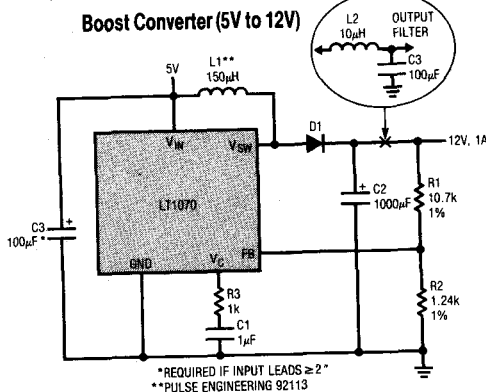 Boost Converter (5V to 12V)
L2
10μH
OUTPUT
FILTER
C3
100μF
L1**
150μH
5V
VIN
VSW
D1
12V, 1A
LT1070
C2
1000μF
R1
10.7k
1%
C3
100μF*
GND
VC
FB
R3
1k
C1
1μF
R2
1.24k
1%
*REQUIRED IF INPUT LEADS ≥ 2"
**PULSE ENGINEERING 92113